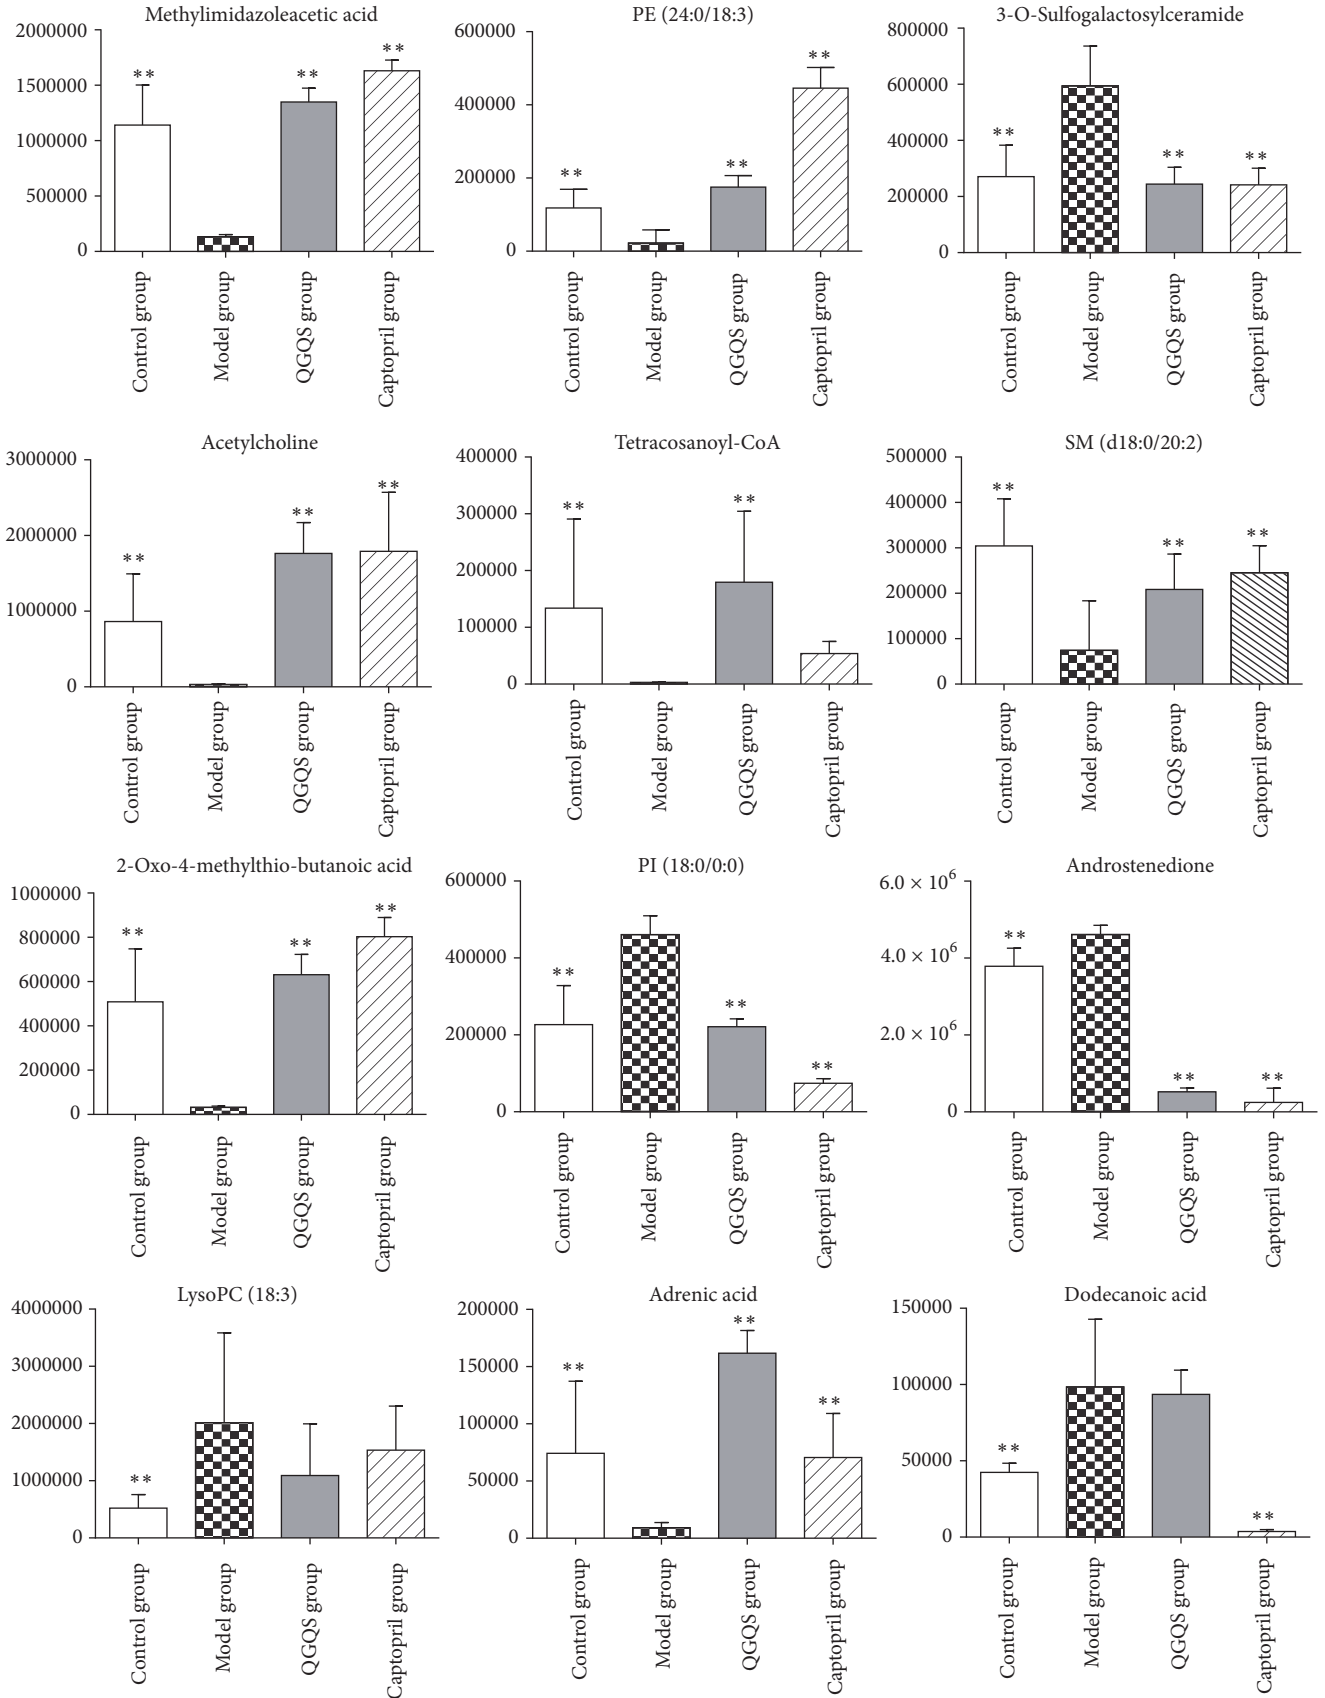 Methylimidazoleacetic acid
2000000
1500000
1000000
500000
0
** ** **
Control group
Model group
QGQS group
Captopril group
PE (24:0/18:3)
600000
400000
200000
0
** ** **
Control group
Model group
QGQS group
Captopril group
3-O-Sulfogalactosylceramide
800000
600000
400000
200000
0
** ** **
Control group
Model group
QGQS group
Captopril group
Acetylcholine
3000000
2000000
1000000
0
** ** **
Control group
Model group
QGQS group
Captopril group
Tetracosanoyl-CoA
400000
300000
200000
100000
0
** **
Control group
Model group
QGQS group
Captopril group
SM (d18:0/20:2)
500000
400000
300000
200000
100000
0
** ** **
Control group
Model group
QGQS group
Captopril group
2-Oxo-4-methylthio-butanoic acid
1000000
800000
600000
400000
200000
0
** ** **
Control group
Model group
QGQS group
Captopril group
PI (18:0/0:0)
600000
400000
200000
0
** ** **
Control group
Model group
QGQS group
Captopril group
Androstenedione
6.0 × 10⁶
4.0 × 10⁶
2.0 × 10⁶
0
** ** **
Control group
Model group
QGQS group
Captopril group
LysoPC (18:3)
4000000
3000000
2000000
1000000
0
**
Control group
Model group
QGQS group
Captopril group
Adrenic acid
200000
150000
100000
50000
0
** ** **
Control group
Model group
QGQS group
Captopril group
Dodecanoic acid
150000
100000
50000
0
** **
Control group
Model group
QGQS group
Captopril group